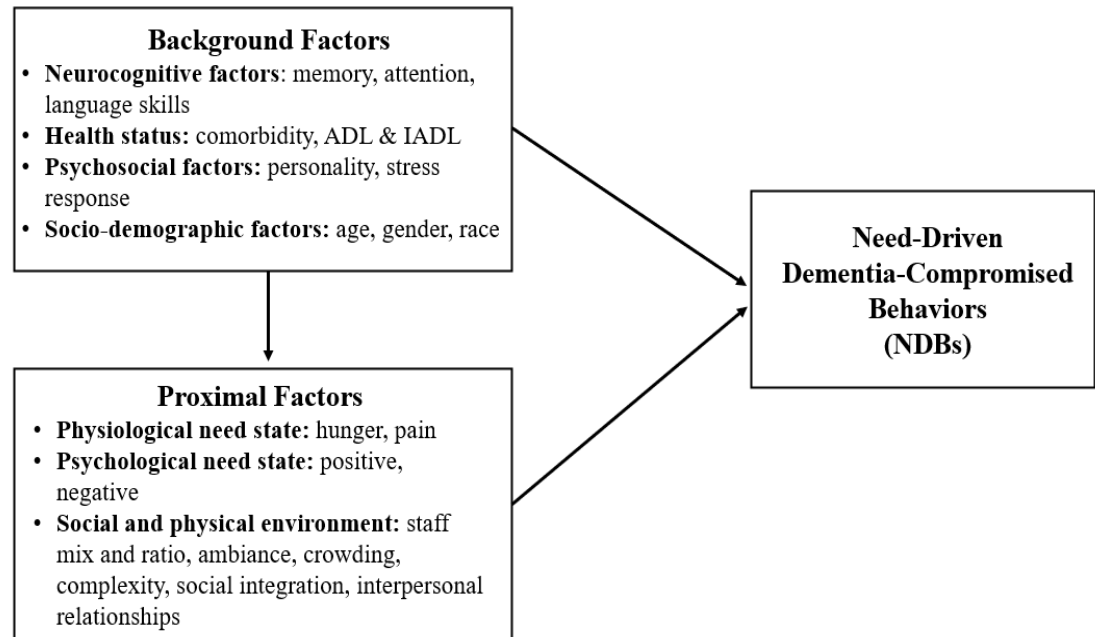 Background Factors
• Neurocognitive factors: memory, attention,
language skills
• Health status: comorbidity, ADL & IADL
• Psychosocial factors: personality, stress
response
• Socio-demographic factors: age, gender, race
Proximal Factors
• Physiological need state: hunger, pain
• Psychological need state: positive,
negative
• Social and physical environment: staff
mix and ratio, ambiance, crowding,
complexity, social integration, interpersonal
relationships
Need-Driven
Dementia-Compromised
Behaviors
(NDBs)